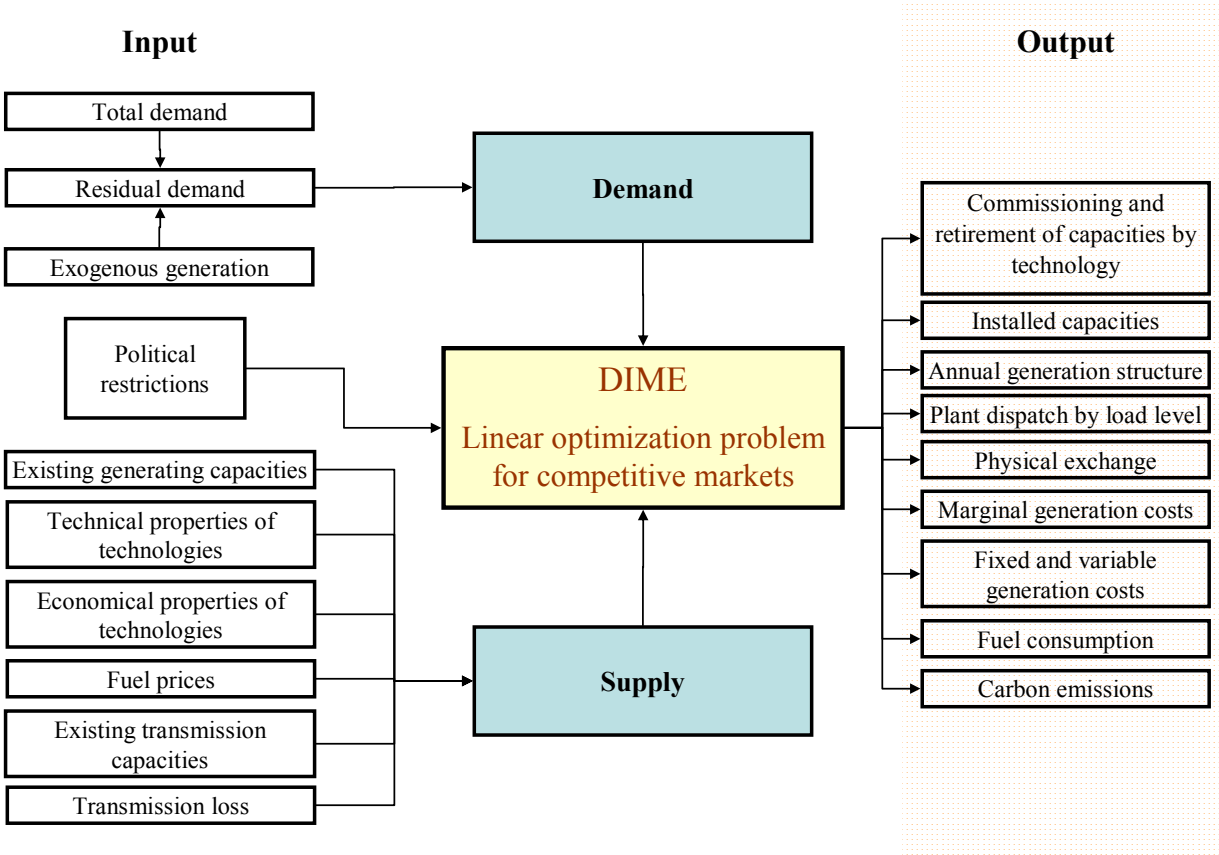 Input
Output
Total demand
Residual demand
Exogenous generation
Political
restrictions
Existing generating capacities
Technical properties of
technologies
Economical properties of
technologies
Fuel prices
Existing transmission
capacities
Transmission loss
Demand
DIME
Linear optimization problem
for competitive markets
Supply
Commissioning and
retirement of capacities by
technology
Installed capacities
Annual generation structure
Plant dispatch by load level
Physical exchange
Marginal generation costs
Fixed and variable
generation costs
Fuel consumption
Carbon emissions